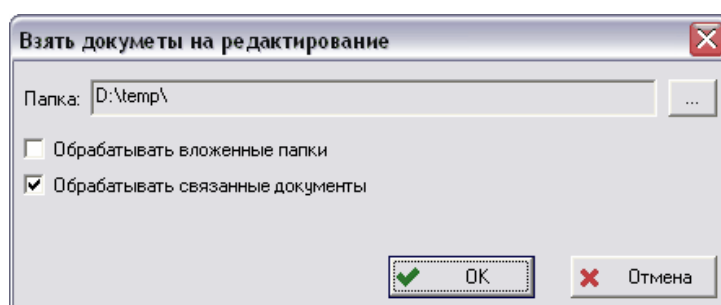 Взять докуметы на редактирование
Папка: D:\temp\ ...
Обрабатывать вложенные папки
Обрабатывать связанные документы
OK Отмена